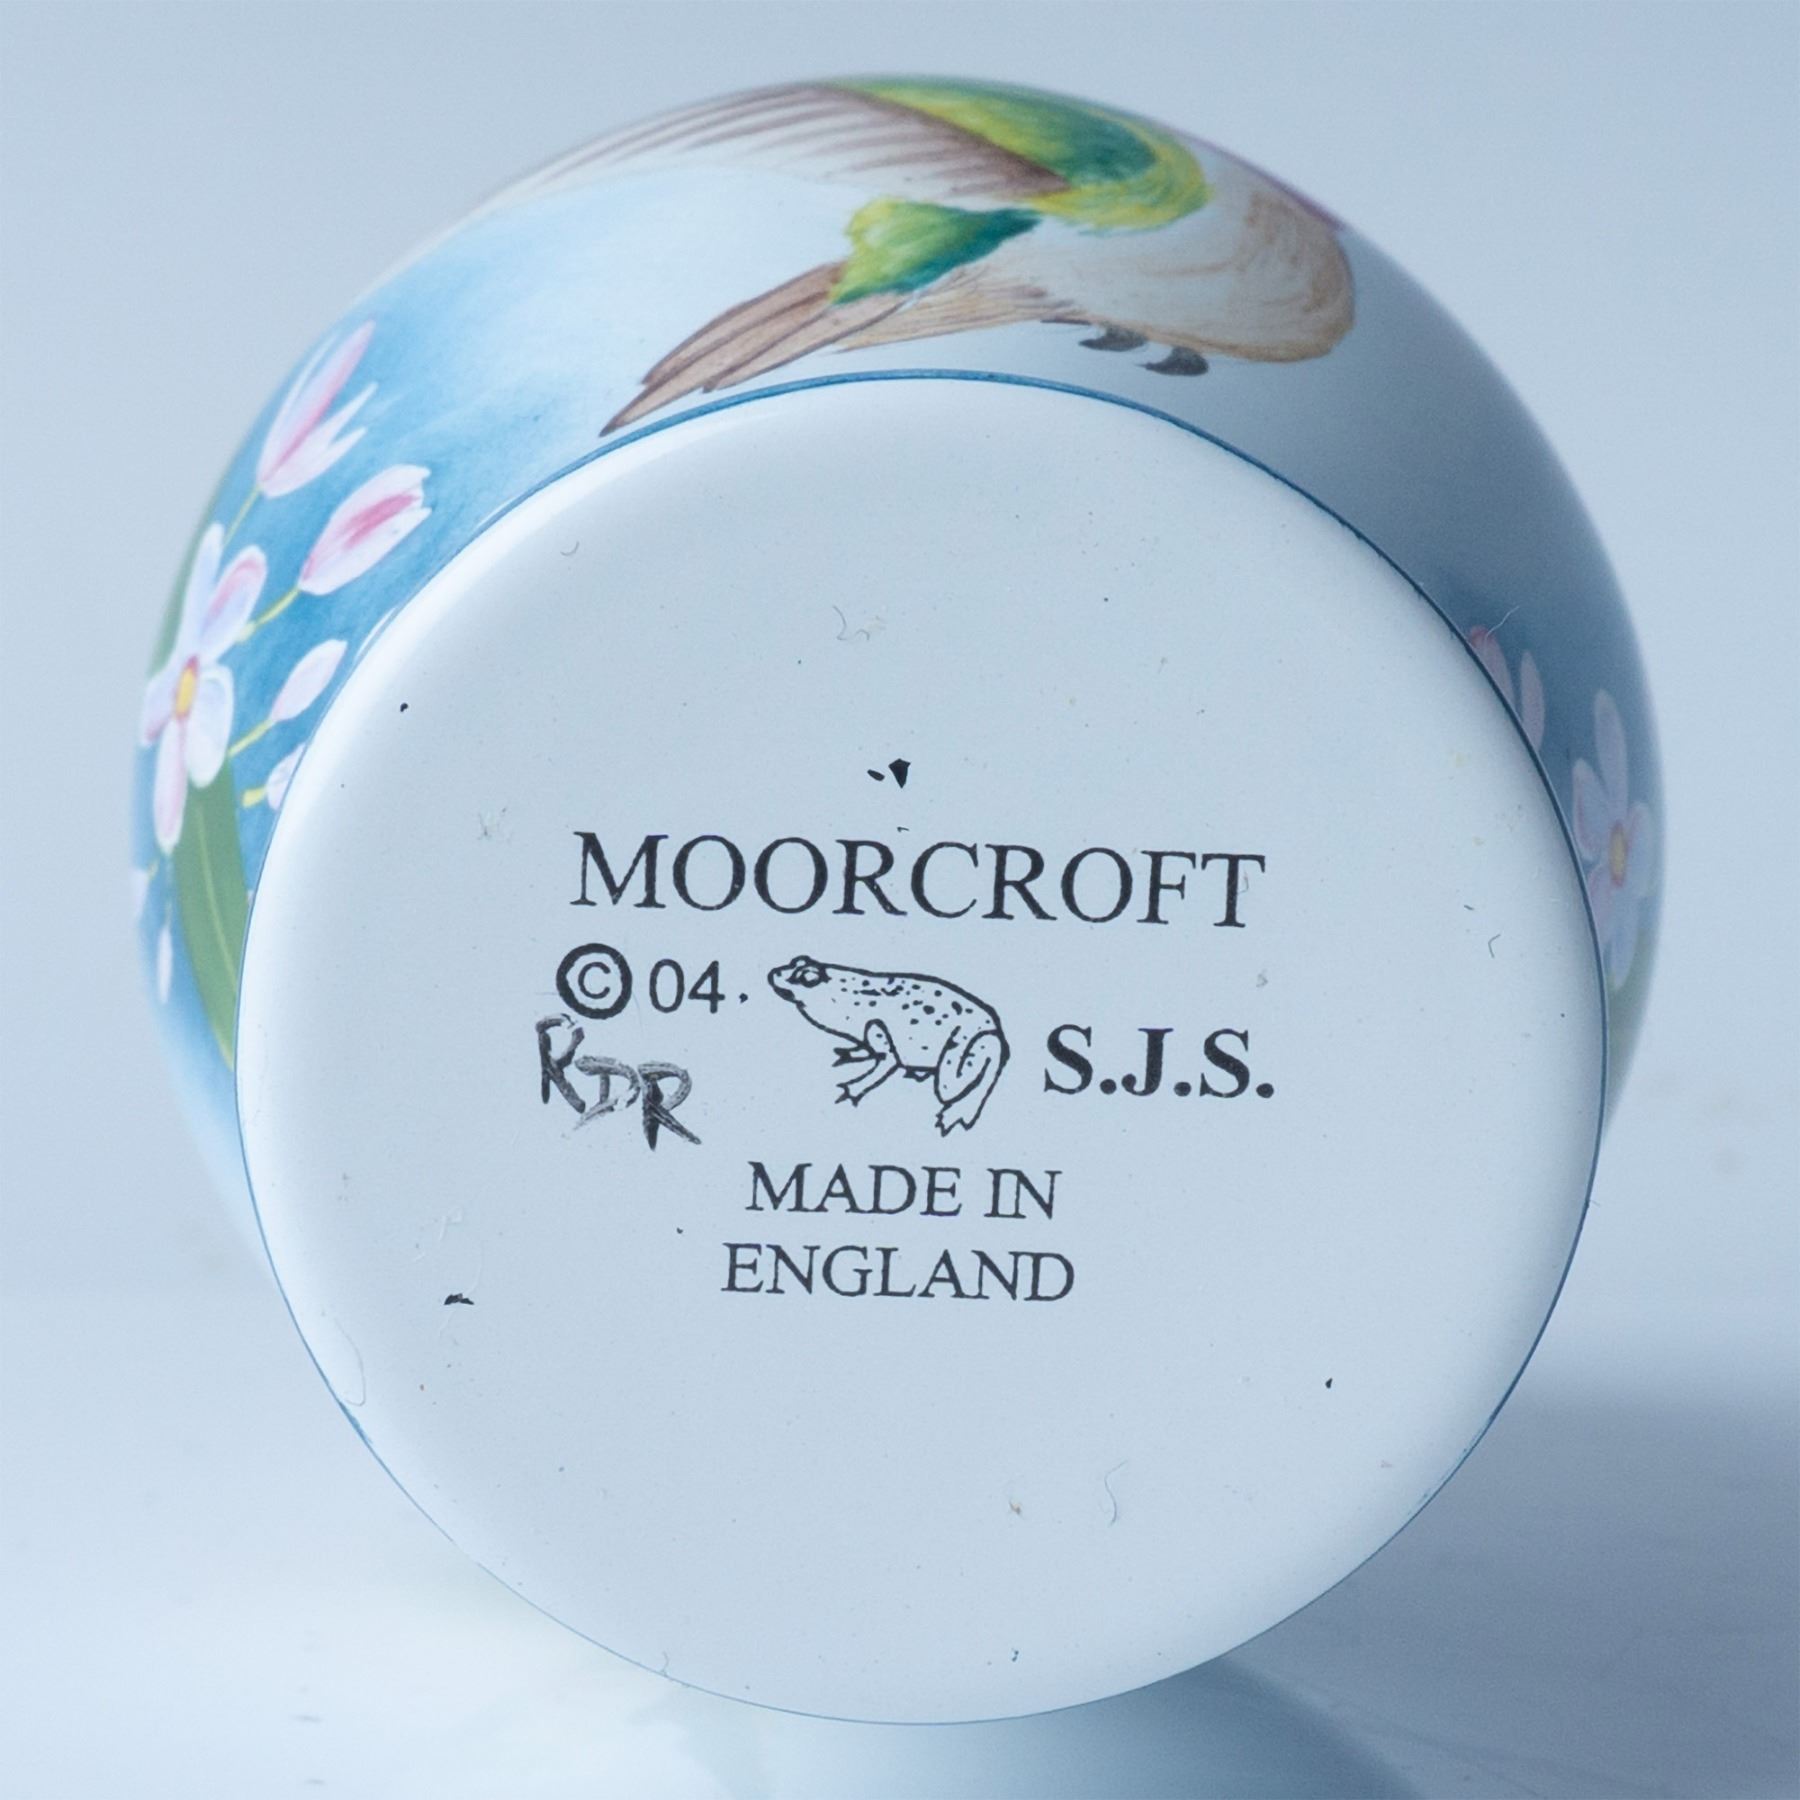 MOORCROFT
© 04. S.J.S.
RDR
MADE IN
ENGLAND